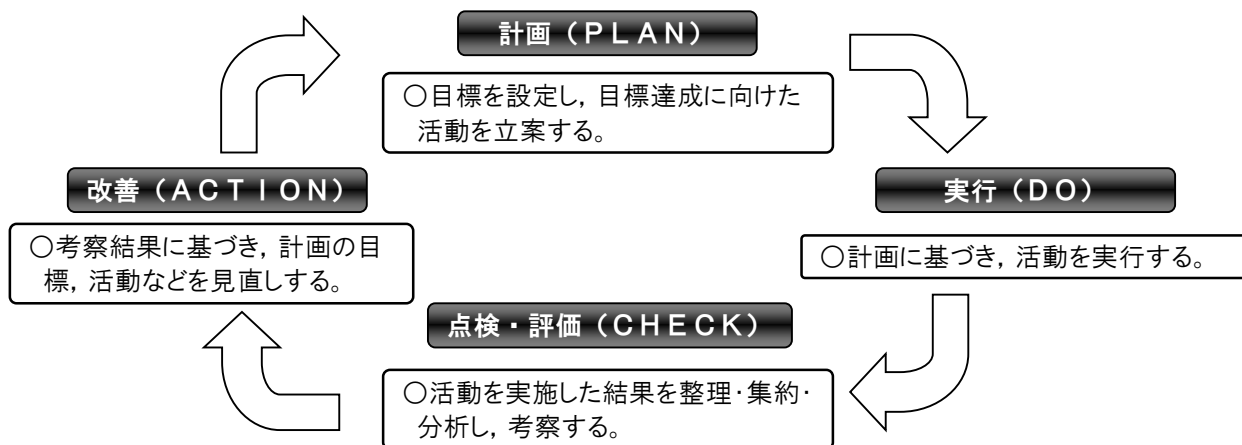 計画（ＰＬＡＮ）
○目標を設定し，目標達成に向けた
活動を立案する。
改善（ＡＣＴＩＯＮ）
実行（ＤＯ）
○考察結果に基づき，計画の目
標，活動などを見直しする。
○計画に基づき，活動を実行する。
点検・評価（ＣＨＥＣＫ）
○活動を実施した結果を整理･集約･
分析し，考察する。